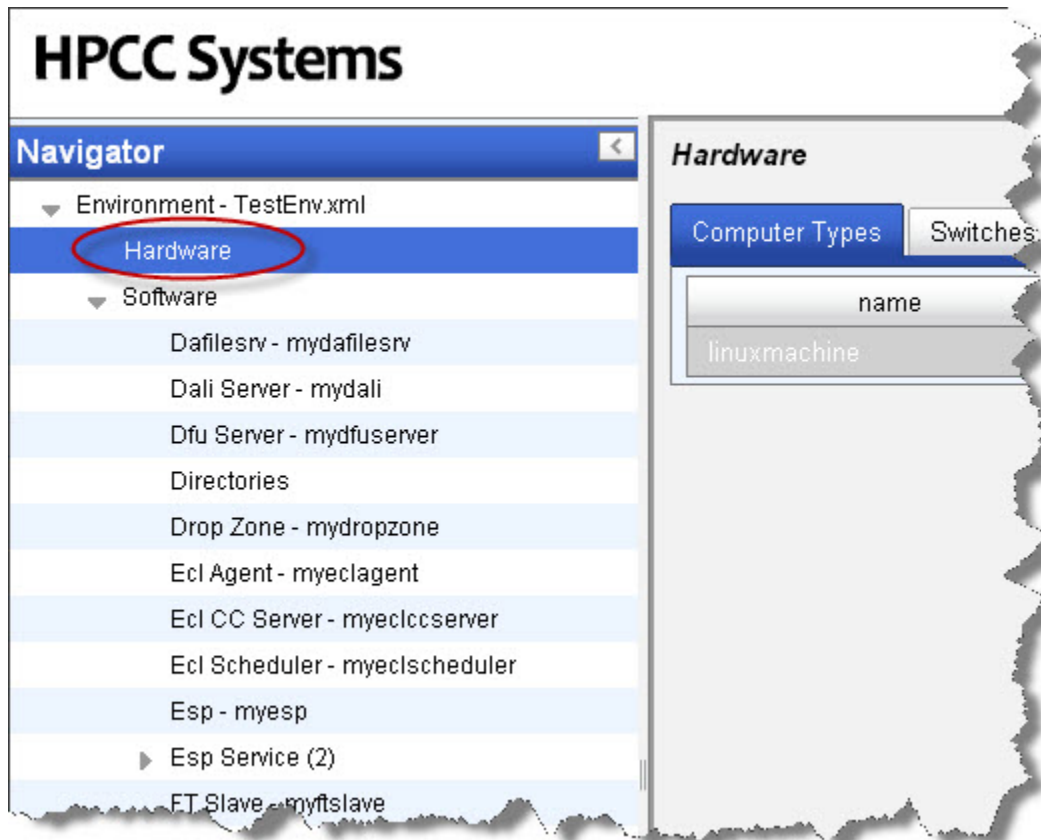 HPCC Systems
Navigator
Environment - TestEnv.xml
Hardware
Software
Dafilesrv - mydafilesrv
Dali Server - mydali
Dfu Server - mydfuserver
Directories
Drop Zone - mydropzone
Ecl Agent - myeclagent
Ecl CC Server - myeclccserver
Ecl Scheduler - myeclscheduler
Esp - myesp
Esp Service (2)
FT Slave - myftslave
Hardware
Computer Types Switches
name
linuxmachine